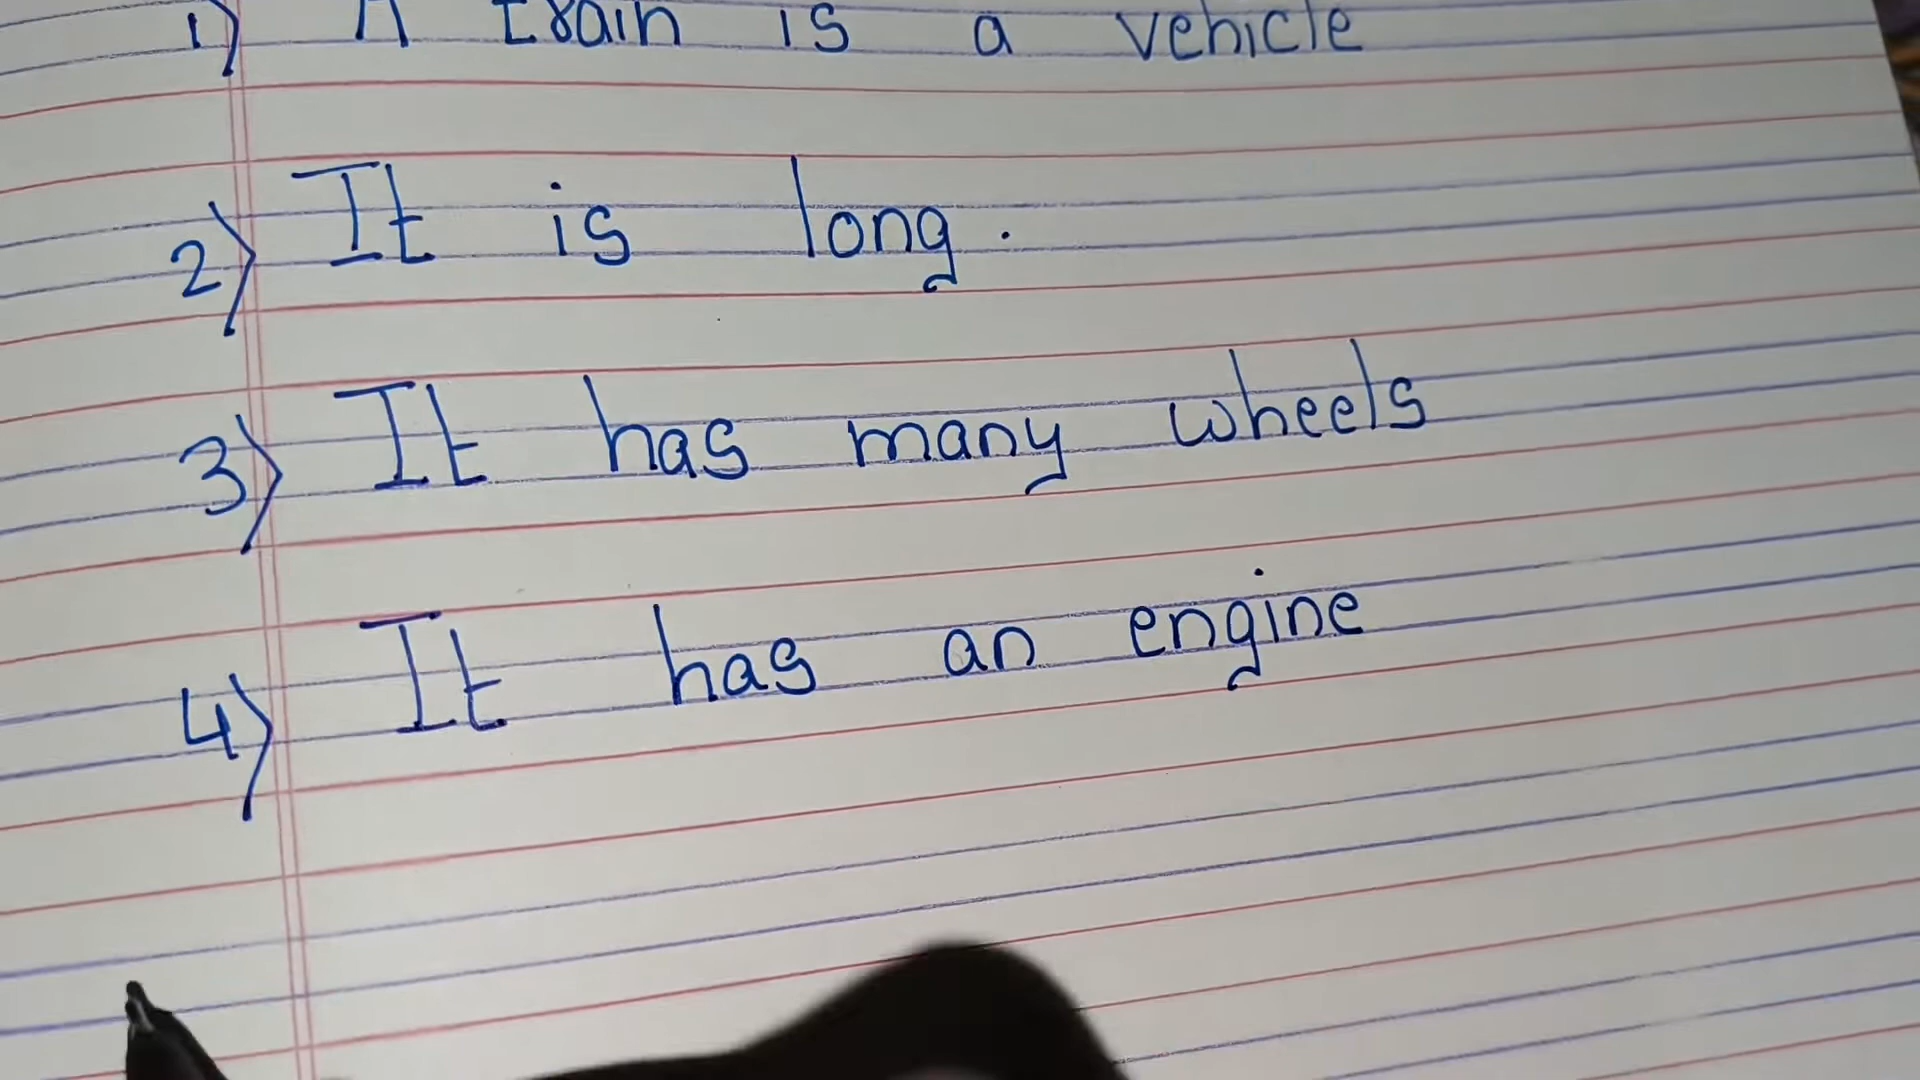 1) A train is a vehicle
2) It is long.
3) It has many wheels
4) It has an engine